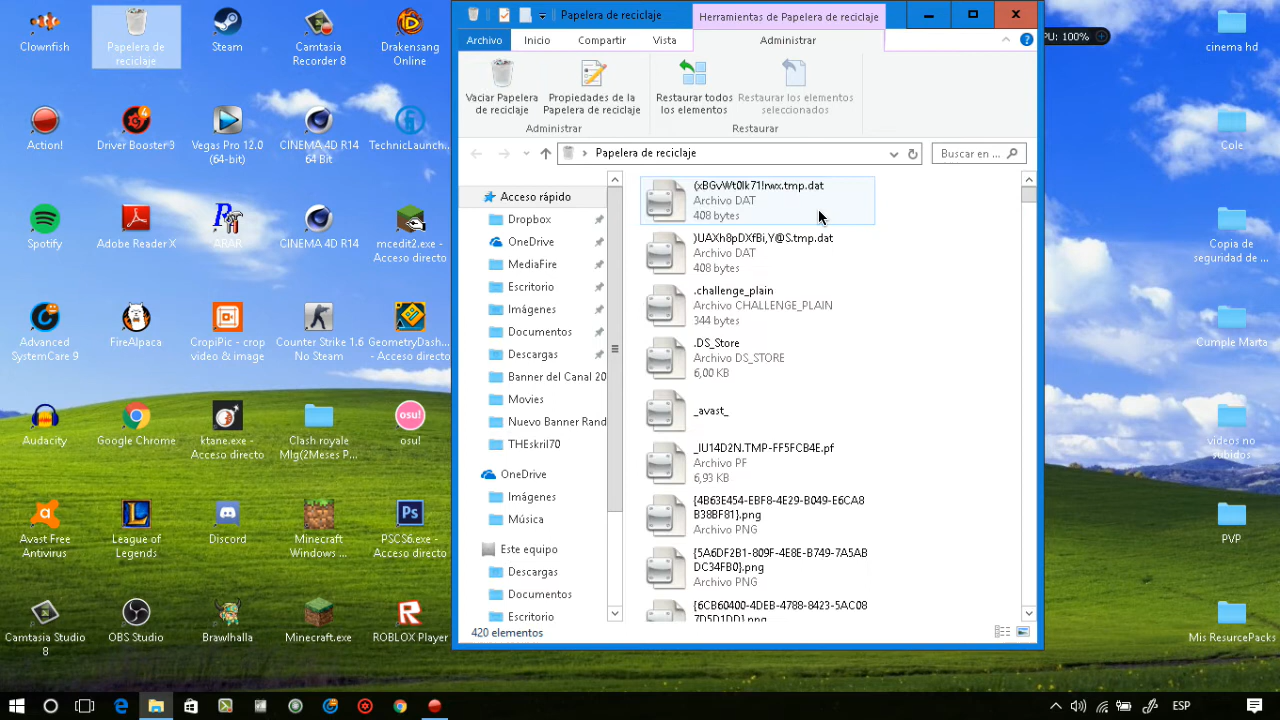 Clownfish
Papelera de
reciclaje
Steam
Camtasia
Recorder 8
Drakensang
Online
Action!
Driver Booster 3
Vegas Pro 12.0
(64-bit)
CINEMA 4D R14
64 Bit
TechnicLaunch...
Spotify
Adobe Reader X
ARAR
CINEMA 4D R14
mcedit2.exe -
Acceso directo
Advanced
SystemCare 9
FireAlpaca
CropiPic - crop
video & image
Counter Strike 1.6
No Steam
GeometryDash...
- Acceso directo
Audacity
Google Chrome
ktane.exe -
Acceso directo
Clash royale
Mlg(2Meses P...
osu!
Avast Free
Antivirus
League of
Legends
Discord
Minecraft
Windows ...
PSCS6.exe -
Acceso directo
Camtasia Studio
8
OBS Studio
Brawlhalla
Minecraft.exe
ROBLOX Player
Papelera de reciclaje
Herramientas de Papelera de reciclaje
Archivo
Inicio
Compartir
Vista
Administrar
Vaciar Papelera
de reciclaje
Propiedades de la
Papelera de reciclaje
Restaurar todos
los elementos
Restaurar los elementos
seleccionados
Administrar
Restaurar
Papelera de reciclaje
Buscar en ...
Acceso rápido
Dropbox
OneDrive
MediaFire
Escritorio
Imágenes
Documentos
Descargas
Banner del Canal 20
Movies
Nuevo Banner Rand
THEskril70
OneDrive
Imágenes
Música
Este equipo
Descargas
Documentos
Escritorio
Archivo DAT
408 bytes
)UAXh8pDXfBi,Y@S.tmp.dat
Archivo DAT
408 bytes
.challenge_plain
Archivo CHALLENGE_PLAIN
344 bytes
.DS_Store
Archivo DS_STORE
6,00 KB
_avast_
_IU14D2N.TMP-FF5FCB4E.pf
Archivo PF
6,93 KB
{4B63E454-EBF8-4E29-B049-E6CA8
B38BF81}.png
Archivo PNG
{5A6DF2B1-809F-4E8E-B749-7A5AB
DC34FB0}.png
Archivo PNG
{6CB60400-4DEB-4788-8423-5AC08
7D5D1DD}.png
420 elementos
PU: 100%
cinema hd
Cole
Copia de
seguridad de ...
Cumple Marta
videos no
subidos
PVP
Mis ResurcePacks
ESP